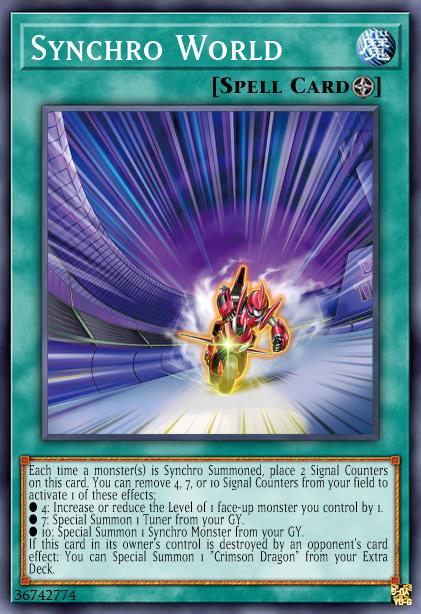 Synchro World
魔
[Spell Card]
Each time a monster(s) is Synchro Summoned, place 2 Signal Counters
on this card. You can remove 4, 7, or 10 Signal Counters from your field to
activate 1 of these effects;
● 4: Increase or reduce the Level of 1 face-up monster you control by 1.
● 7: Special Summon 1 Tuner from your GY.
● 10: Special Summon 1 Synchro Monster from your GY.
If this card in its owner's control is destroyed by an opponent's card
effect: You can Special Summon 1 "Crimson Dragon" from your Extra
Deck.
36742774